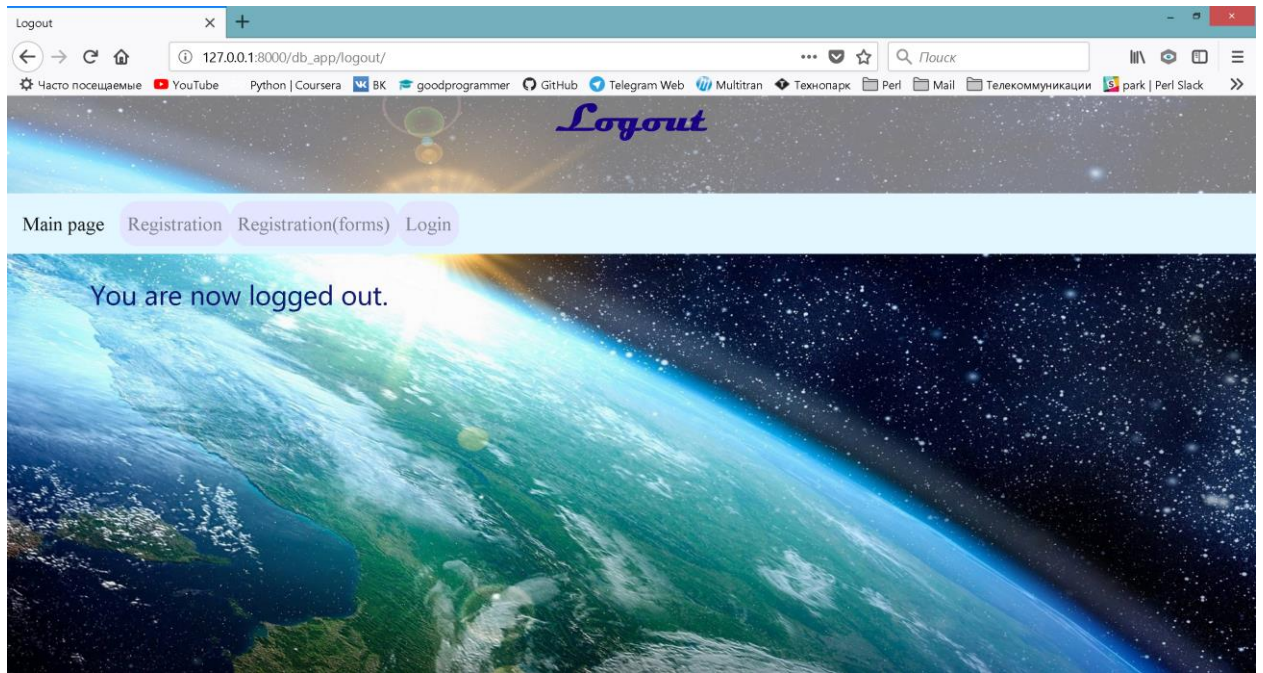 Logout
127.0.0.1:8000/db_app/logout/ Поиск
Часто посещаемые YouTube Python | Coursera ВК goodprogrammer GitHub Telegram Web Multitran Технопарк Perl Mail Телекоммуникации park | Perl Slack
Logout
Main page Registration Registration(forms) Login
You are now logged out.